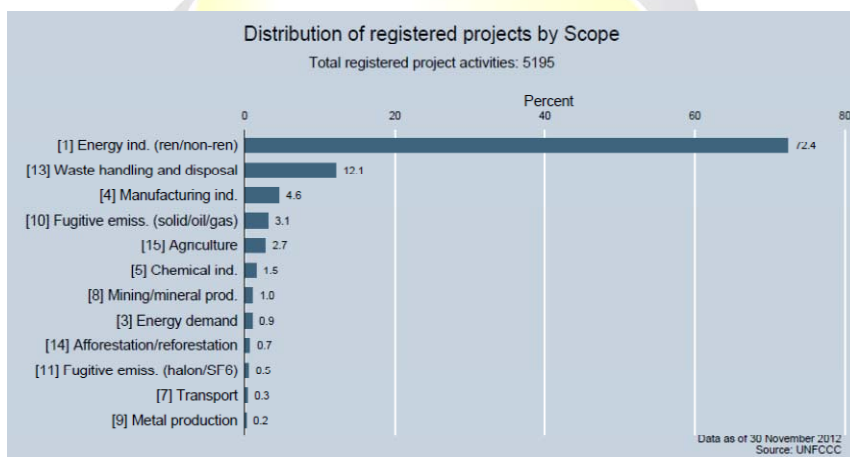 Distribution of registered projects by Scope
Total registered project activities: 5195
Percent
0 20 40 60 80
[1] Energy ind. (ren/non-ren) 72.4
[13] Waste handling and disposal 12.1
[4] Manufacturing ind. 4.6
[10] Fugitive emiss. (solid/oil/gas) 3.1
[15] Agriculture 2.7
[5] Chemical ind. 1.5
[8] Mining/mineral prod. 1.0
[3] Energy demand 0.9
[14] Afforestation/reforestation 0.7
[11] Fugitive emiss. (halon/SF6) 0.5
[7] Transport 0.3
[9] Metal production 0.2
Data as of 30 November 2012
Source: UNFCCC